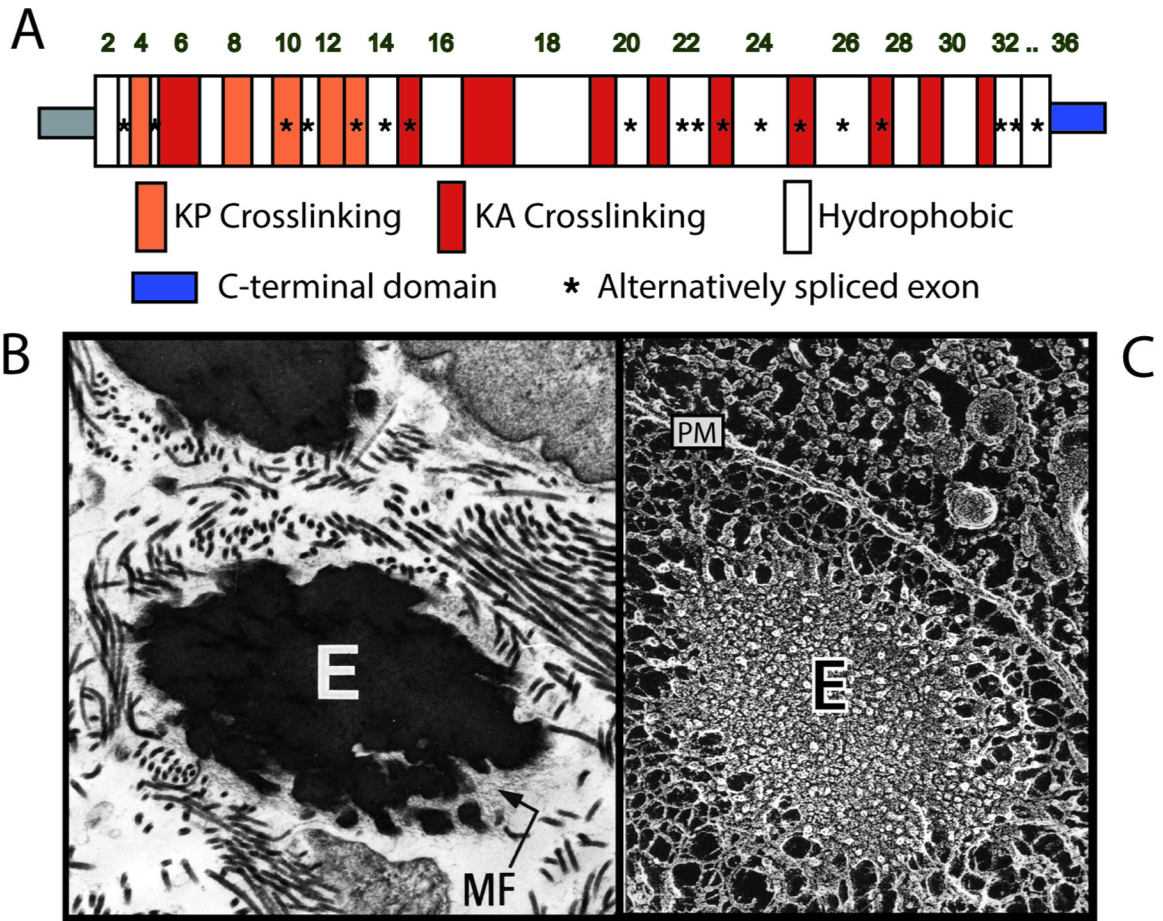 A
2 4 6 8 10 12 14 16 18 20 22 24 26 28 30 32 .. 36
* * * * * * * * ** * * * * * ** *
KP Crosslinking KA Crosslinking Hydrophobic
C-terminal domain * Alternatively spliced exon
B C
PM
E E
MF